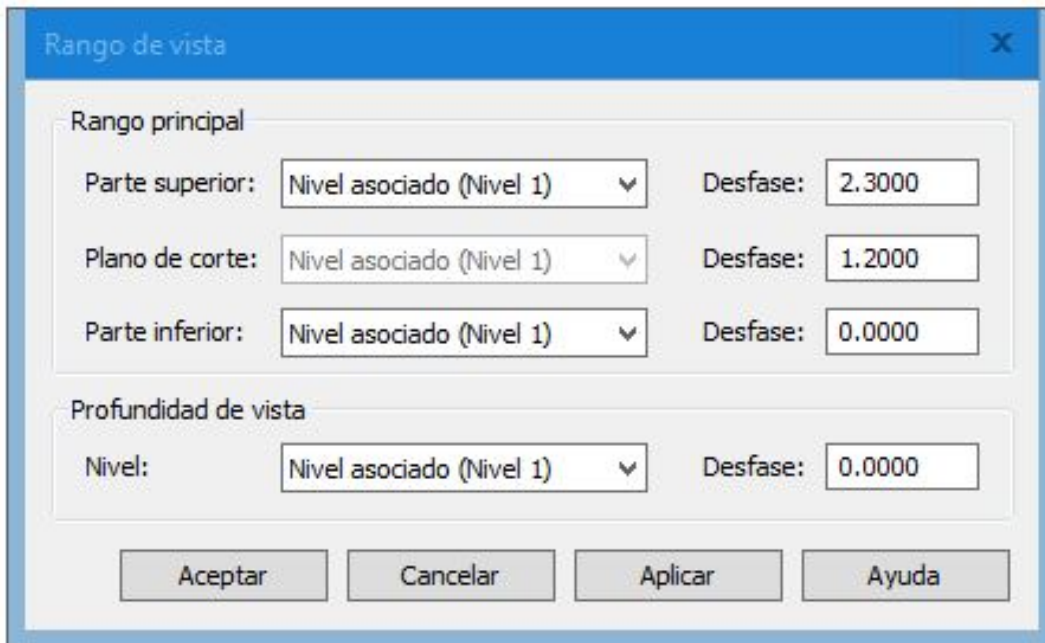 Rango de vista
Rango principal
Parte superior: Nivel asociado (Nivel 1) Desfase: 2.3000
Plano de corte: Nivel asociado (Nivel 1) Desfase: 1.2000
Parte inferior: Nivel asociado (Nivel 1) Desfase: 0.0000
Profundidad de vista
Nivel: Nivel asociado (Nivel 1) Desfase: 0.0000
Aceptar Cancelar Aplicar Ayuda